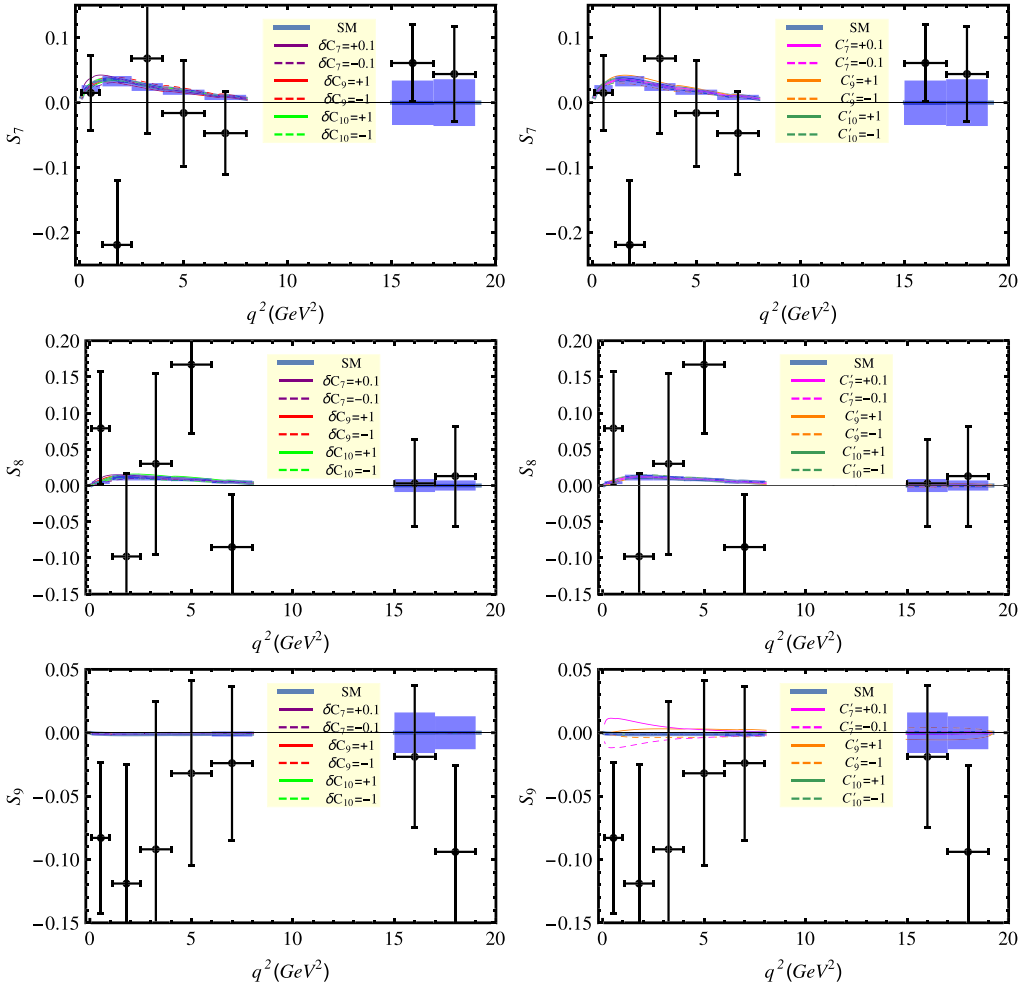 0.1
0.0
−0.1
−0.2
S7
SM
δC7=+0.1
δC7=−0.1
δC9=+1
δC9=−1
δC10=+1
δC10=−1
0 5 10 15 20
q² (GeV²)
0.1
0.0
−0.1
−0.2
S7
SM
C′7=+0.1
C′7=−0.1
C′9=+1
C′9=−1
C′10=+1
C′10=−1
0 5 10 15 20
q² (GeV²)
0.20
0.15
0.10
0.05
0.00
−0.05
−0.10
−0.15
S8
SM
δC7=+0.1
δC7=−0.1
δC9=+1
δC9=−1
δC10=+1
δC10=−1
0 5 10 15 20
q² (GeV²)
0.20
0.15
0.10
0.05
0.00
−0.05
−0.10
−0.15
S8
SM
C′7=+0.1
C′7=−0.1
C′9=+1
C′9=−1
C′10=+1
C′10=−1
0 5 10 15 20
q² (GeV²)
0.05
0.00
−0.05
−0.10
−0.15
S9
SM
δC7=+0.1
δC7=−0.1
δC9=+1
δC9=−1
δC10=+1
δC10=−1
0 5 10 15 20
q² (GeV²)
0.05
0.00
−0.05
−0.10
−0.15
S9
SM
C′7=+0.1
C′7=−0.1
C′9=+1
C′9=−1
C′10=+1
C′10=−1
0 5 10 15 20
q² (GeV²)